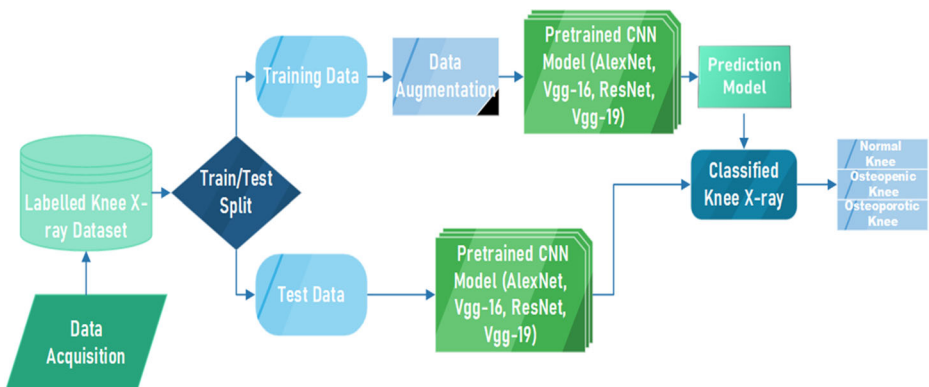 Training Data
Data
Augmentation
Pretrained CNN
Model (AlexNet,
Vgg-16, ResNet,
Vgg-19)
Prediction
Model
Labelled Knee X-
ray Dataset
Train/Test
Split
Classified
Knee X-ray
Normal
Knee
Osteopenic
Knee
Osteoporotic
Knee
Test Data
Pretrained CNN
Model (AlexNet,
Vgg-16, ResNet,
Vgg-19)
Data
Acquisition